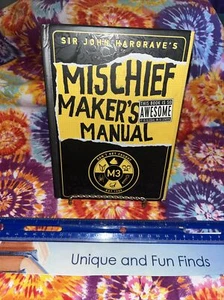 SIR JOHN HARGRAVE'S
MISCHIEF
MAKER'S
MANUAL
THIS BOOK IS SO
AWESOME
M3
Unique and Fun Finds